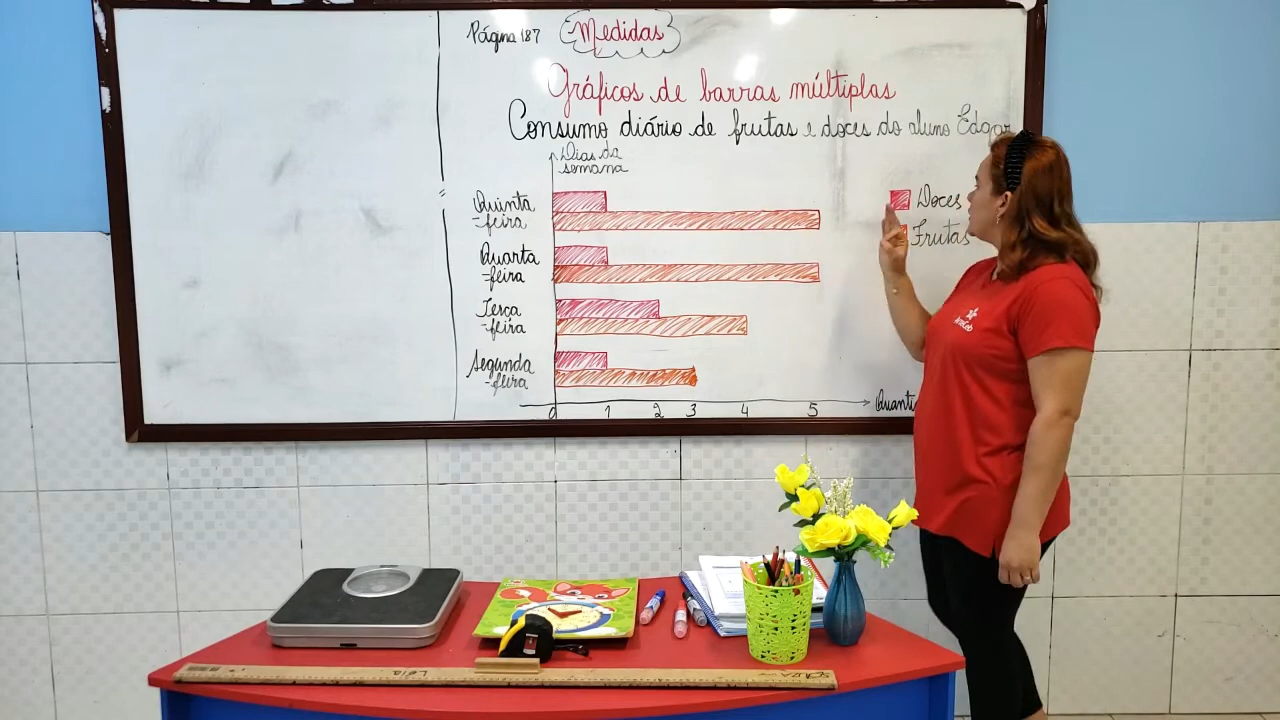 Página 187
Medidas
Gráficos de barras múltiplas
Consumo diário de frutas e doces do aluno Edgar
Dias da
semana
Quinta
-feira
Quarta
-feira
Terça
-feira
Segunda
-feira
0 1 2 3 4 5
Quanti
Doces
Frutas